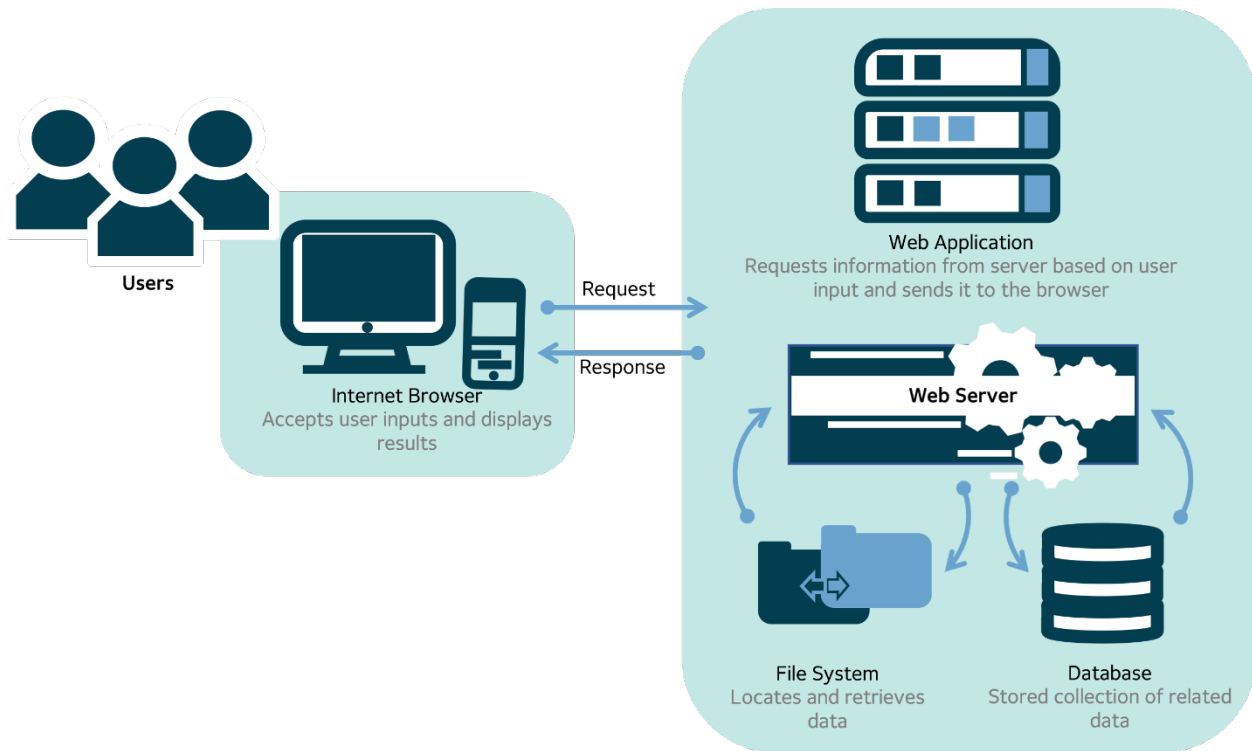 Users
Request
Response
Internet Browser
Accepts user inputs and displays
results
Web Application
Requests information from server based on user
input and sends it to the browser
Web Server
File System
Locates and retrieves
data
Database
Stored collection of related
data